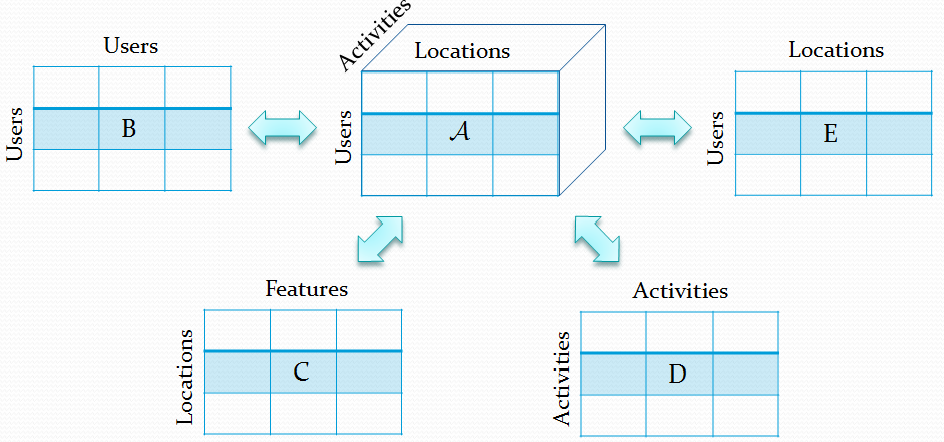 Users
Users
B
Activities
Locations
Users
A
Locations
Users
E
Features
Locations
C
Activities
Activities
D